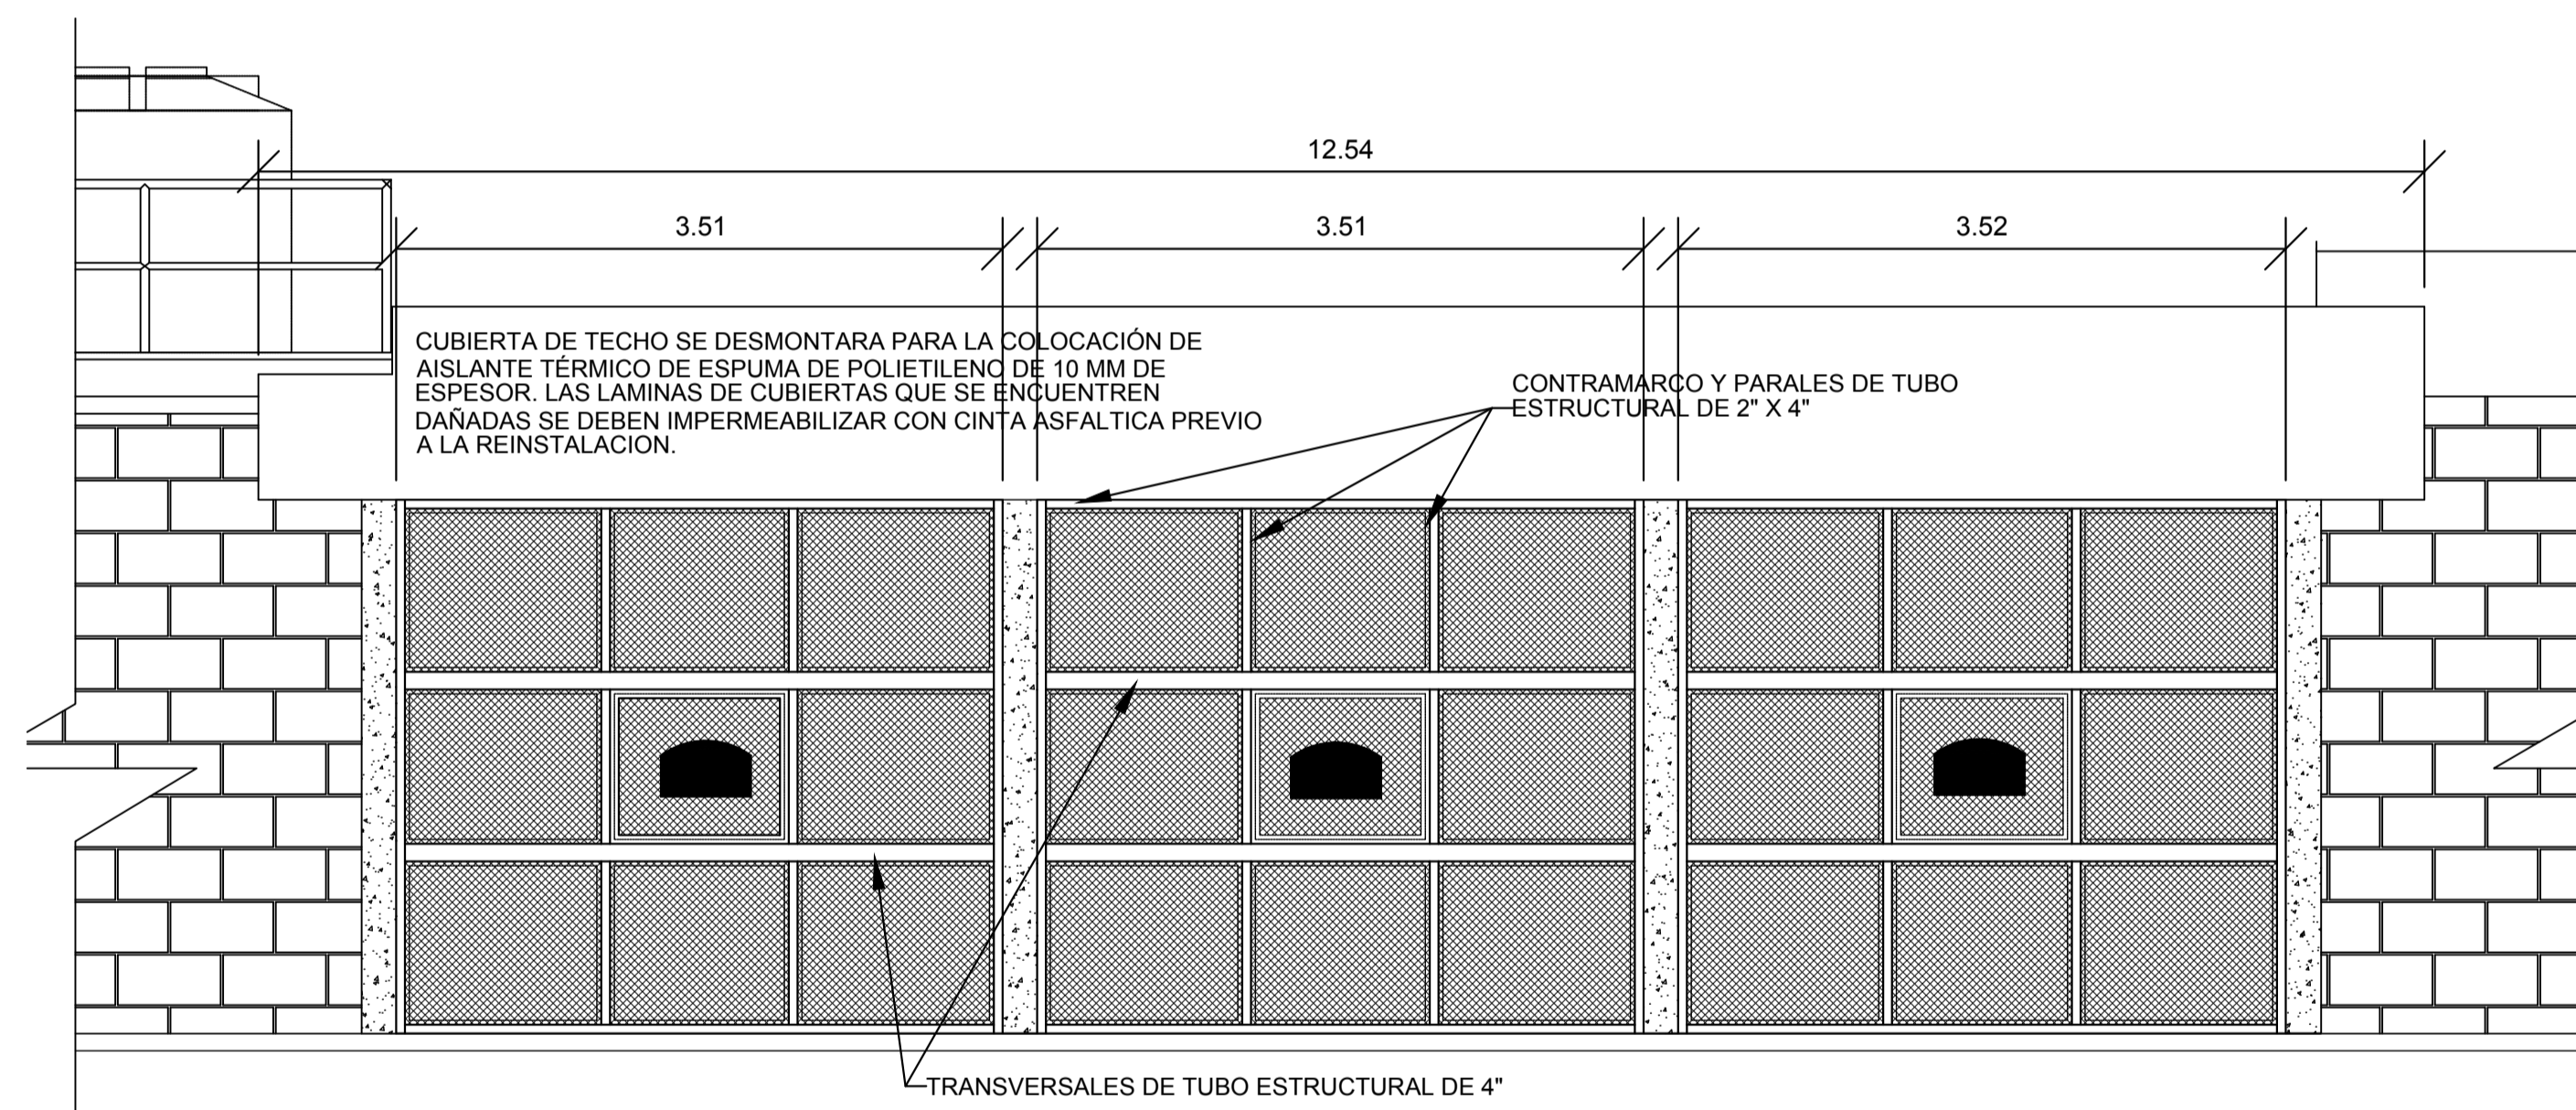 12.54
3.51
3.51
3.52
CUBIERTA DE TECHO SE DESMONTARA PARA LA COLOCACIÓN DE
AISLANTE TÉRMICO DE ESPUMA DE POLIETILENO DE 10 MM DE
ESPESOR. LAS LAMINAS DE CUBIERTAS QUE SE ENCUENTREN
DAÑADAS SE DEBEN IMPERMEABILIZAR CON CINTA ASFALTICA PREVIO
A LA REINSTALACION.
CONTRAMARCO Y PARALES DE TUBO
ESTRUCTURAL DE 2" X 4"
TRANSVERSALES DE TUBO ESTRUCTURAL DE 4"